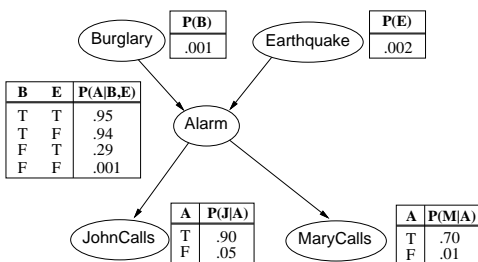 Burglary
P(B)
.001
Earthquake
P(E)
.002
B E P(A|B,E)
T T .95
T F .94
F T .29
F F .001
Alarm
JohnCalls
A P(J|A)
T .90
F .05
MaryCalls
A P(M|A)
T .70
F .01